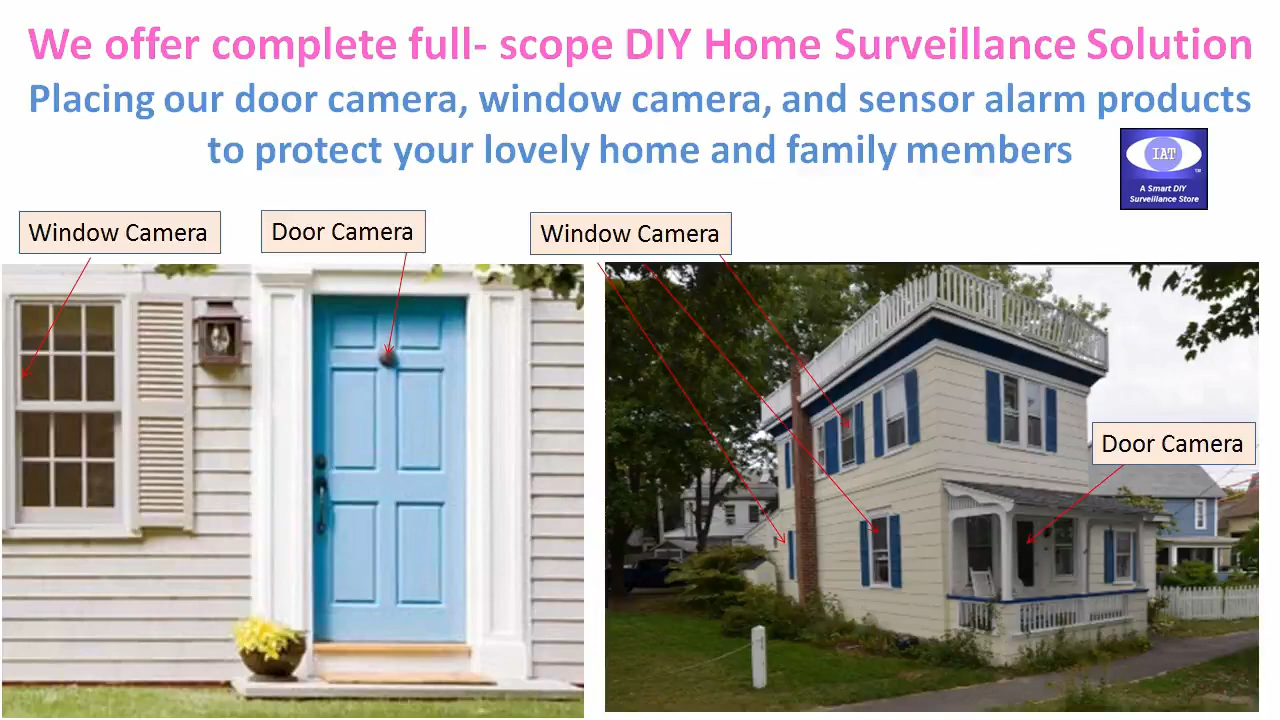 We offer complete full- scope DIY Home Surveillance Solution
Placing our door camera, window camera, and sensor alarm products
to protect your lovely home and family members
IAT
TM
A Smart DIY
Surveillance Store
Window Camera
Door Camera
Window Camera
Door Camera